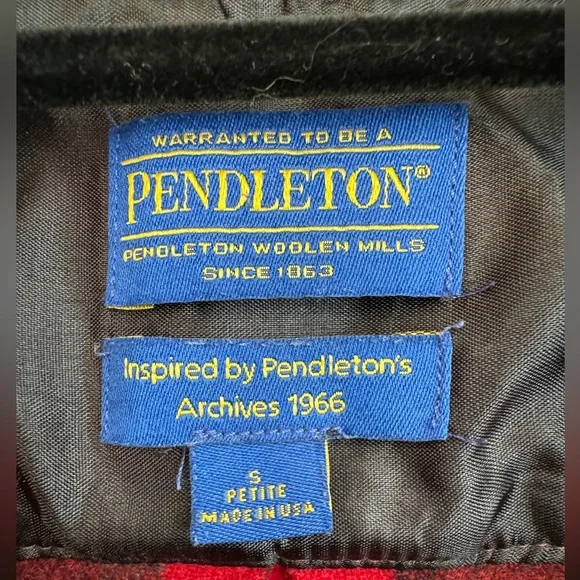 WARRANTED TO BE A
PENDLETON®
PENDLETON WOOLEN MILLS
SINCE 1863
Inspired by Pendleton's
Archives 1966
S
PETITE
MADE IN USA